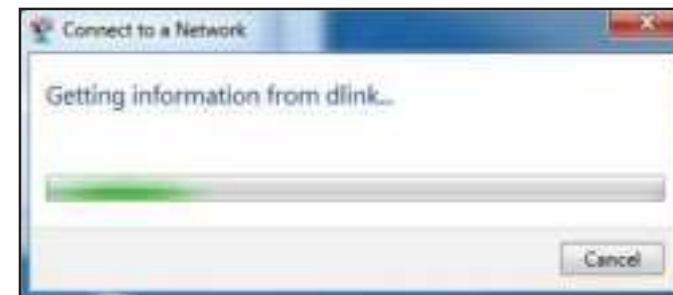 Connect to a Network
Getting information from dlink...
Cancel